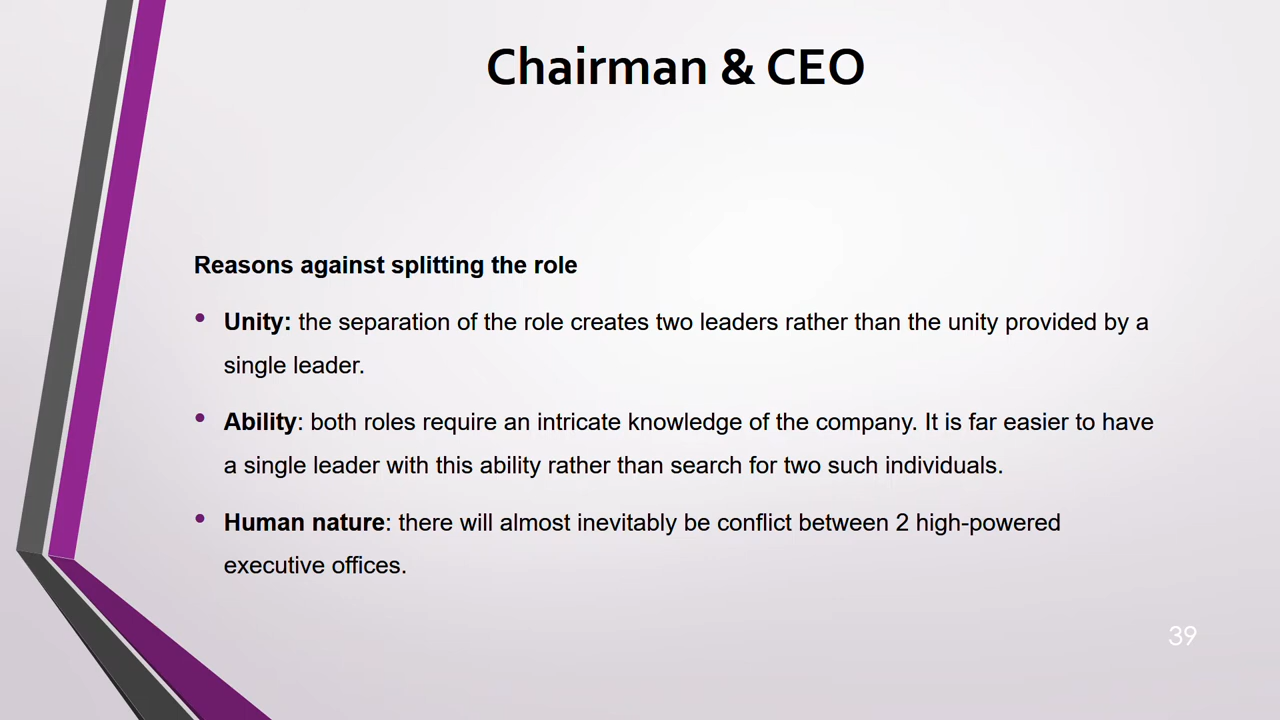 Chairman & CEO
Reasons against splitting the role
• Unity: the separation of the role creates two leaders rather than the unity provided by a
single leader.
• Ability: both roles require an intricate knowledge of the company. It is far easier to have
a single leader with this ability rather than search for two such individuals.
• Human nature: there will almost inevitably be conflict between 2 high-powered
executive offices.
39